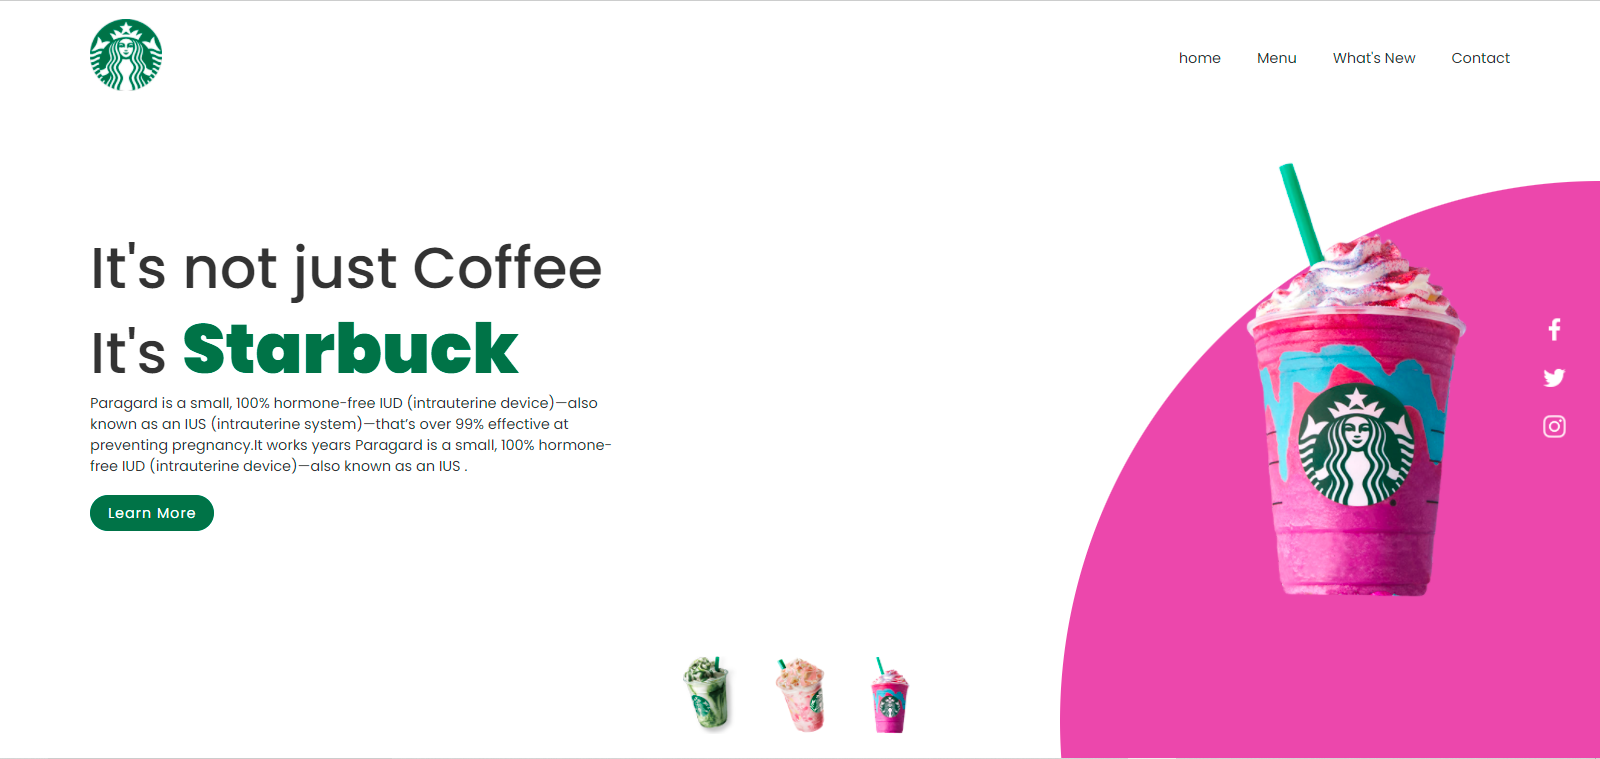 home Menu What's New Contact
It's not just Coffee
It's Starbuck
Paragard is a small, 100% hormone-free IUD (intrauterine device)—also
known as an IUS (intrauterine system)—that's over 99% effective at
preventing pregnancy.It works years Paragard is a small, 100% hormone-
free IUD (intrauterine device)—also known as an IUS .
Learn More